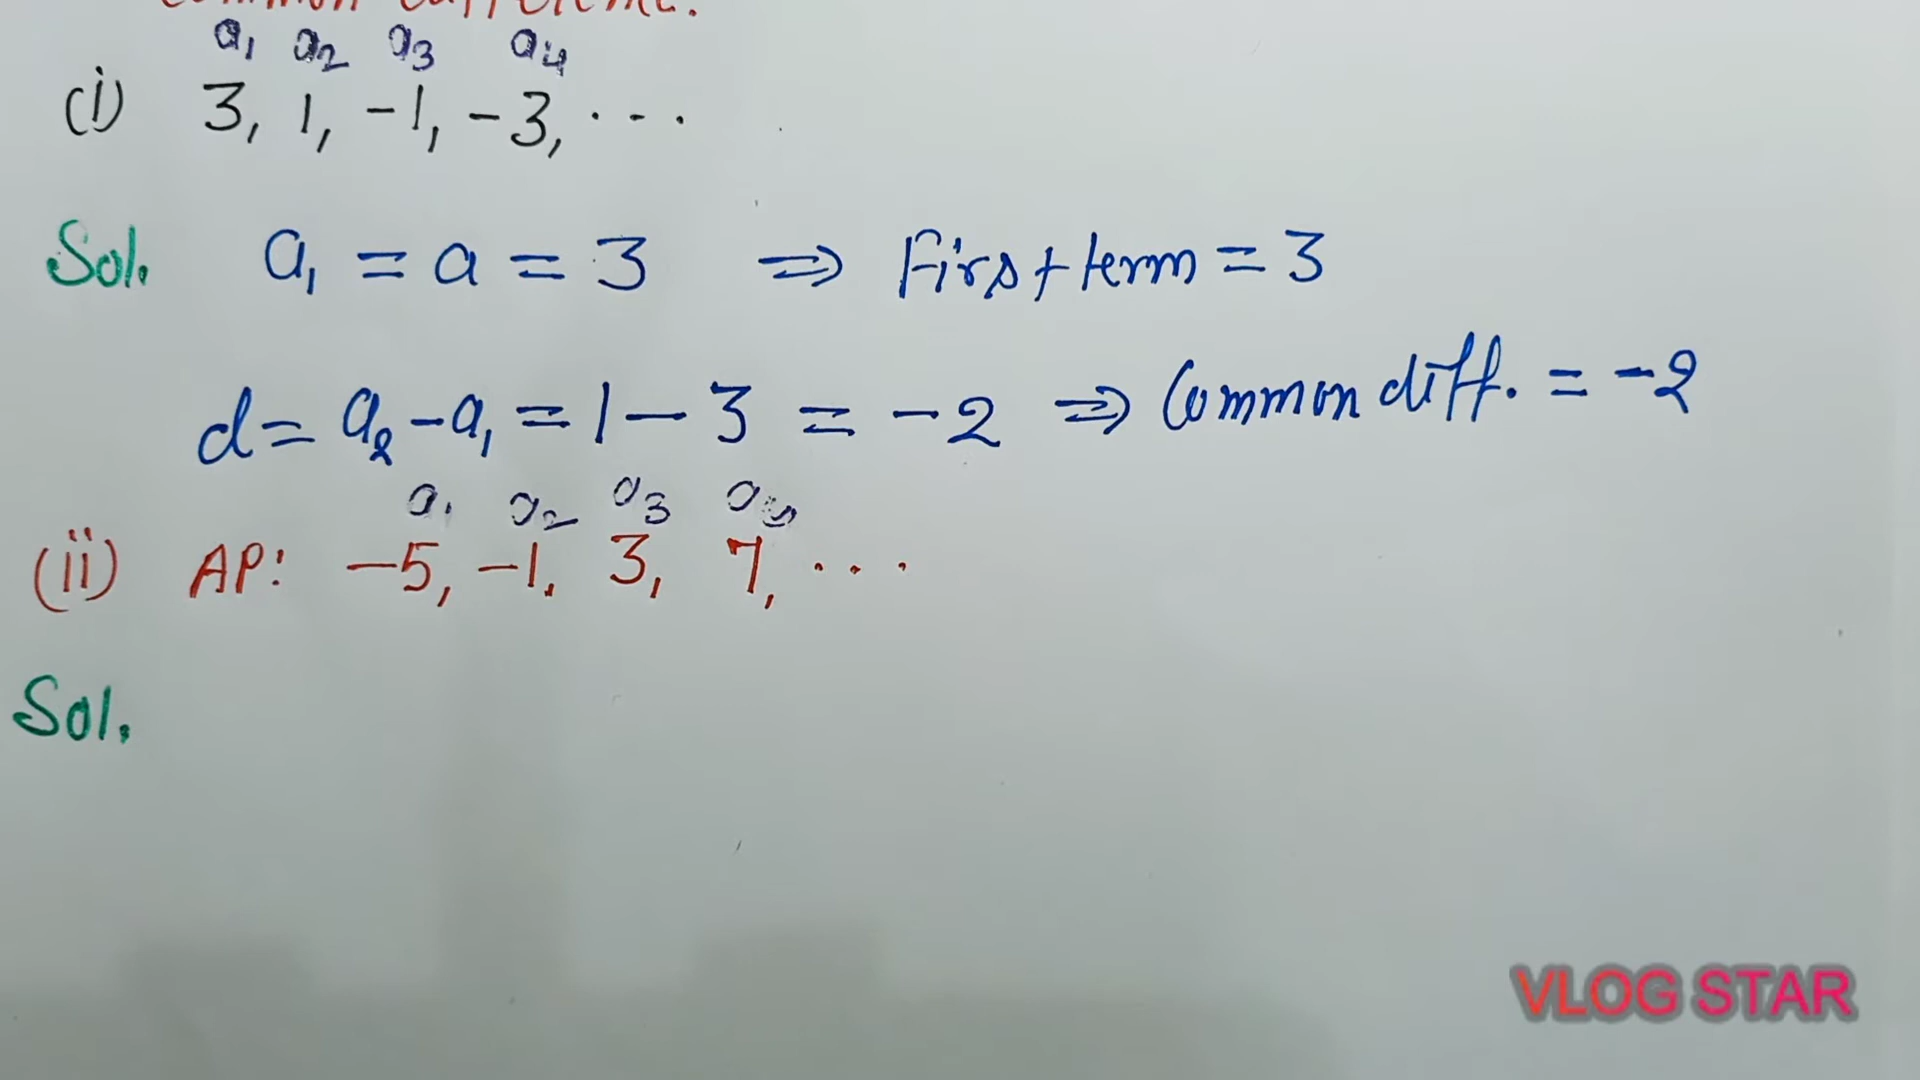 a1 a2 a3 a4
(i) 3, 1, -1, -3, ...
Sol. a1 = a = 3 ⇒ First term = 3
d = a2 - a1 = 1 - 3 = -2 ⇒ Common diff. = -2
a1 a2 a3 a4
(ii) AP: -5, -1, 3, 7, ...
Sol.
VLOG STAR